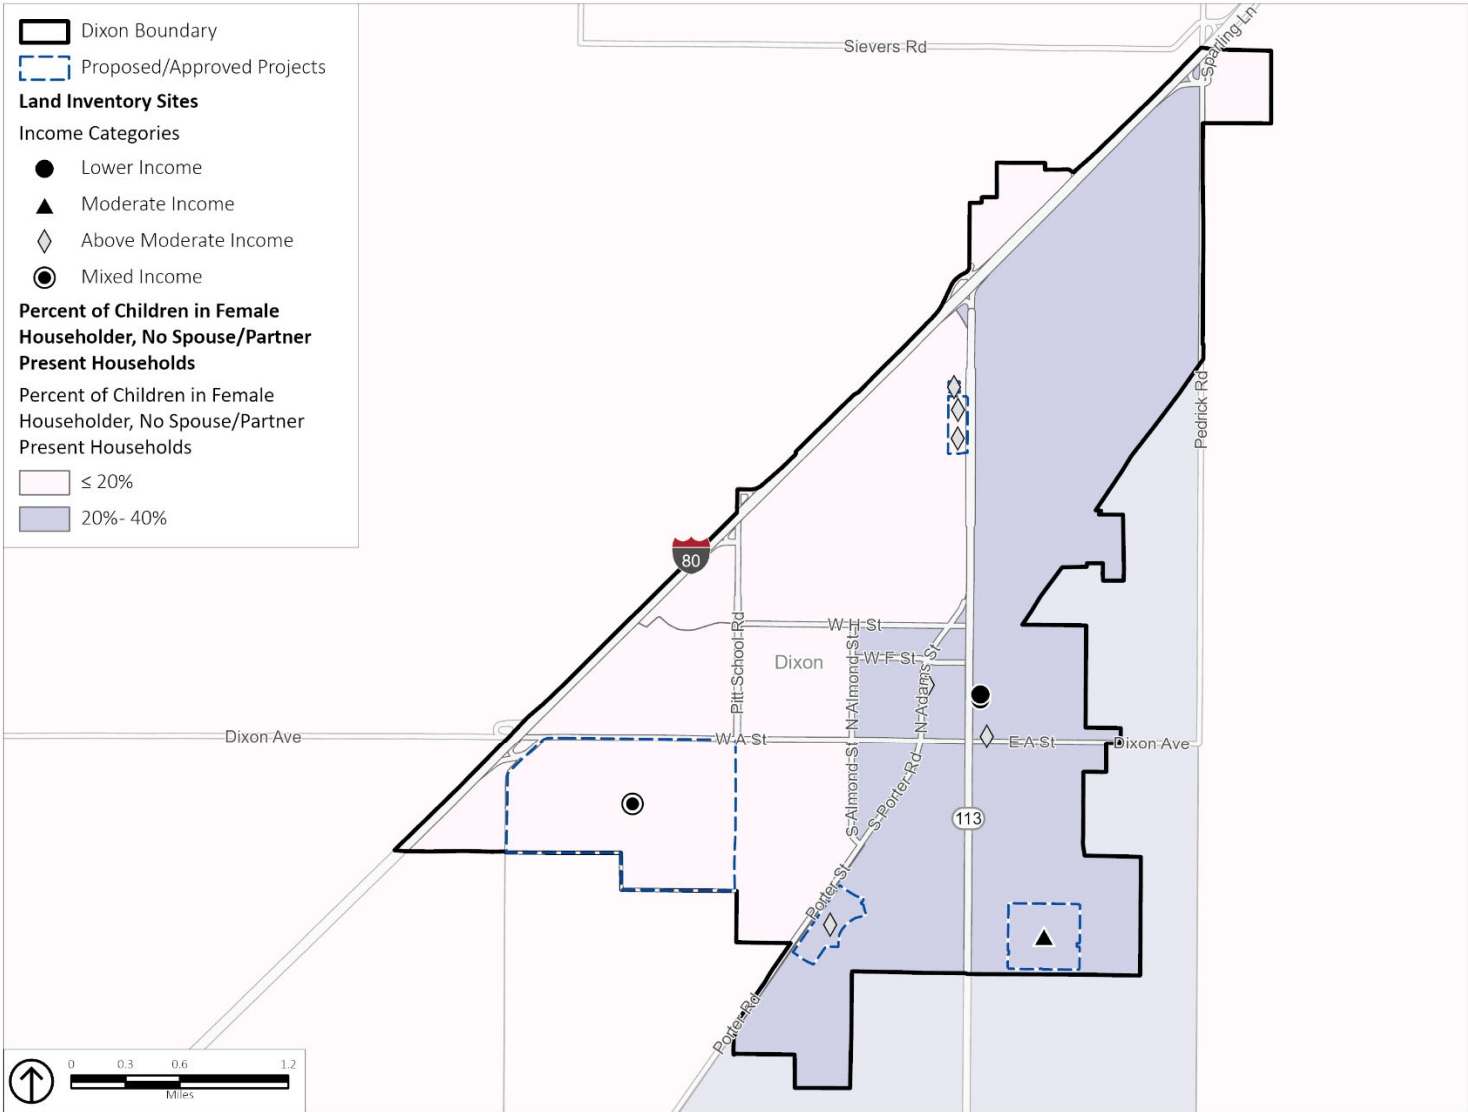 Dixon Boundary
Proposed/Approved Projects
Land Inventory Sites
Income Categories
Lower Income
Moderate Income
Above Moderate Income
Mixed Income
Percent of Children in Female
Householder, No Spouse/Partner
Present Households
Percent of Children in Female
Householder, No Spouse/Partner
Present Households
≤ 20%
20%- 40%
Sievers Rd
Sparling Ln
Pedrick Rd
80
Pitt School Rd
W H St
Dixon
W F St
N Almond St
N Adams St
Dixon Ave
W A St
E A St
Dixon Ave
S Almond St
S Porter Rd
113
Porter St
Porter Rd
0 0.3 0.6 1.2
Miles